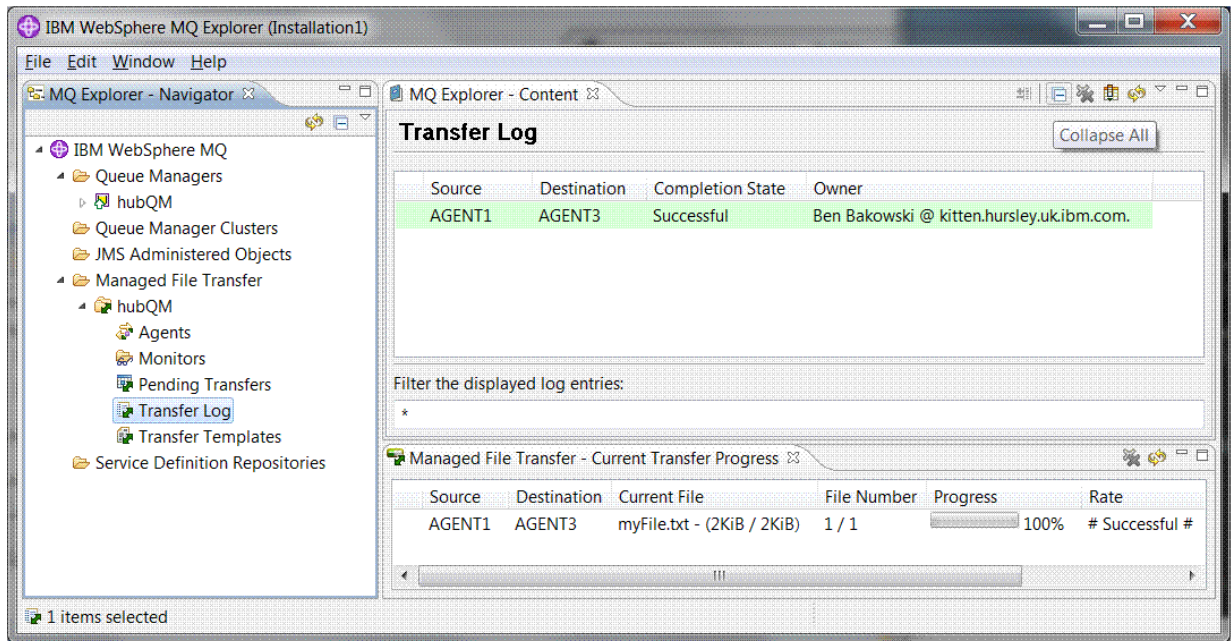 IBM WebSphere MQ Explorer (Installation1)
File Edit Window Help
MQ Explorer - Navigator
IBM WebSphere MQ
Queue Managers
hubQM
Queue Manager Clusters
JMS Administered Objects
Managed File Transfer
hubQM
Agents
Monitors
Pending Transfers
Transfer Log
Transfer Templates
Service Definition Repositories
MQ Explorer - Content
Transfer Log
Collapse All
Source Destination Completion State Owner
AGENT1 AGENT3 Successful Ben Bakowski @ kitten.hursley.uk.ibm.com.
Filter the displayed log entries:
*
Managed File Transfer - Current Transfer Progress
Source Destination Current File File Number Progress Rate
AGENT1 AGENT3 myFile.txt - (2KiB / 2KiB) 1 / 1 100% # Successful #
1 items selected